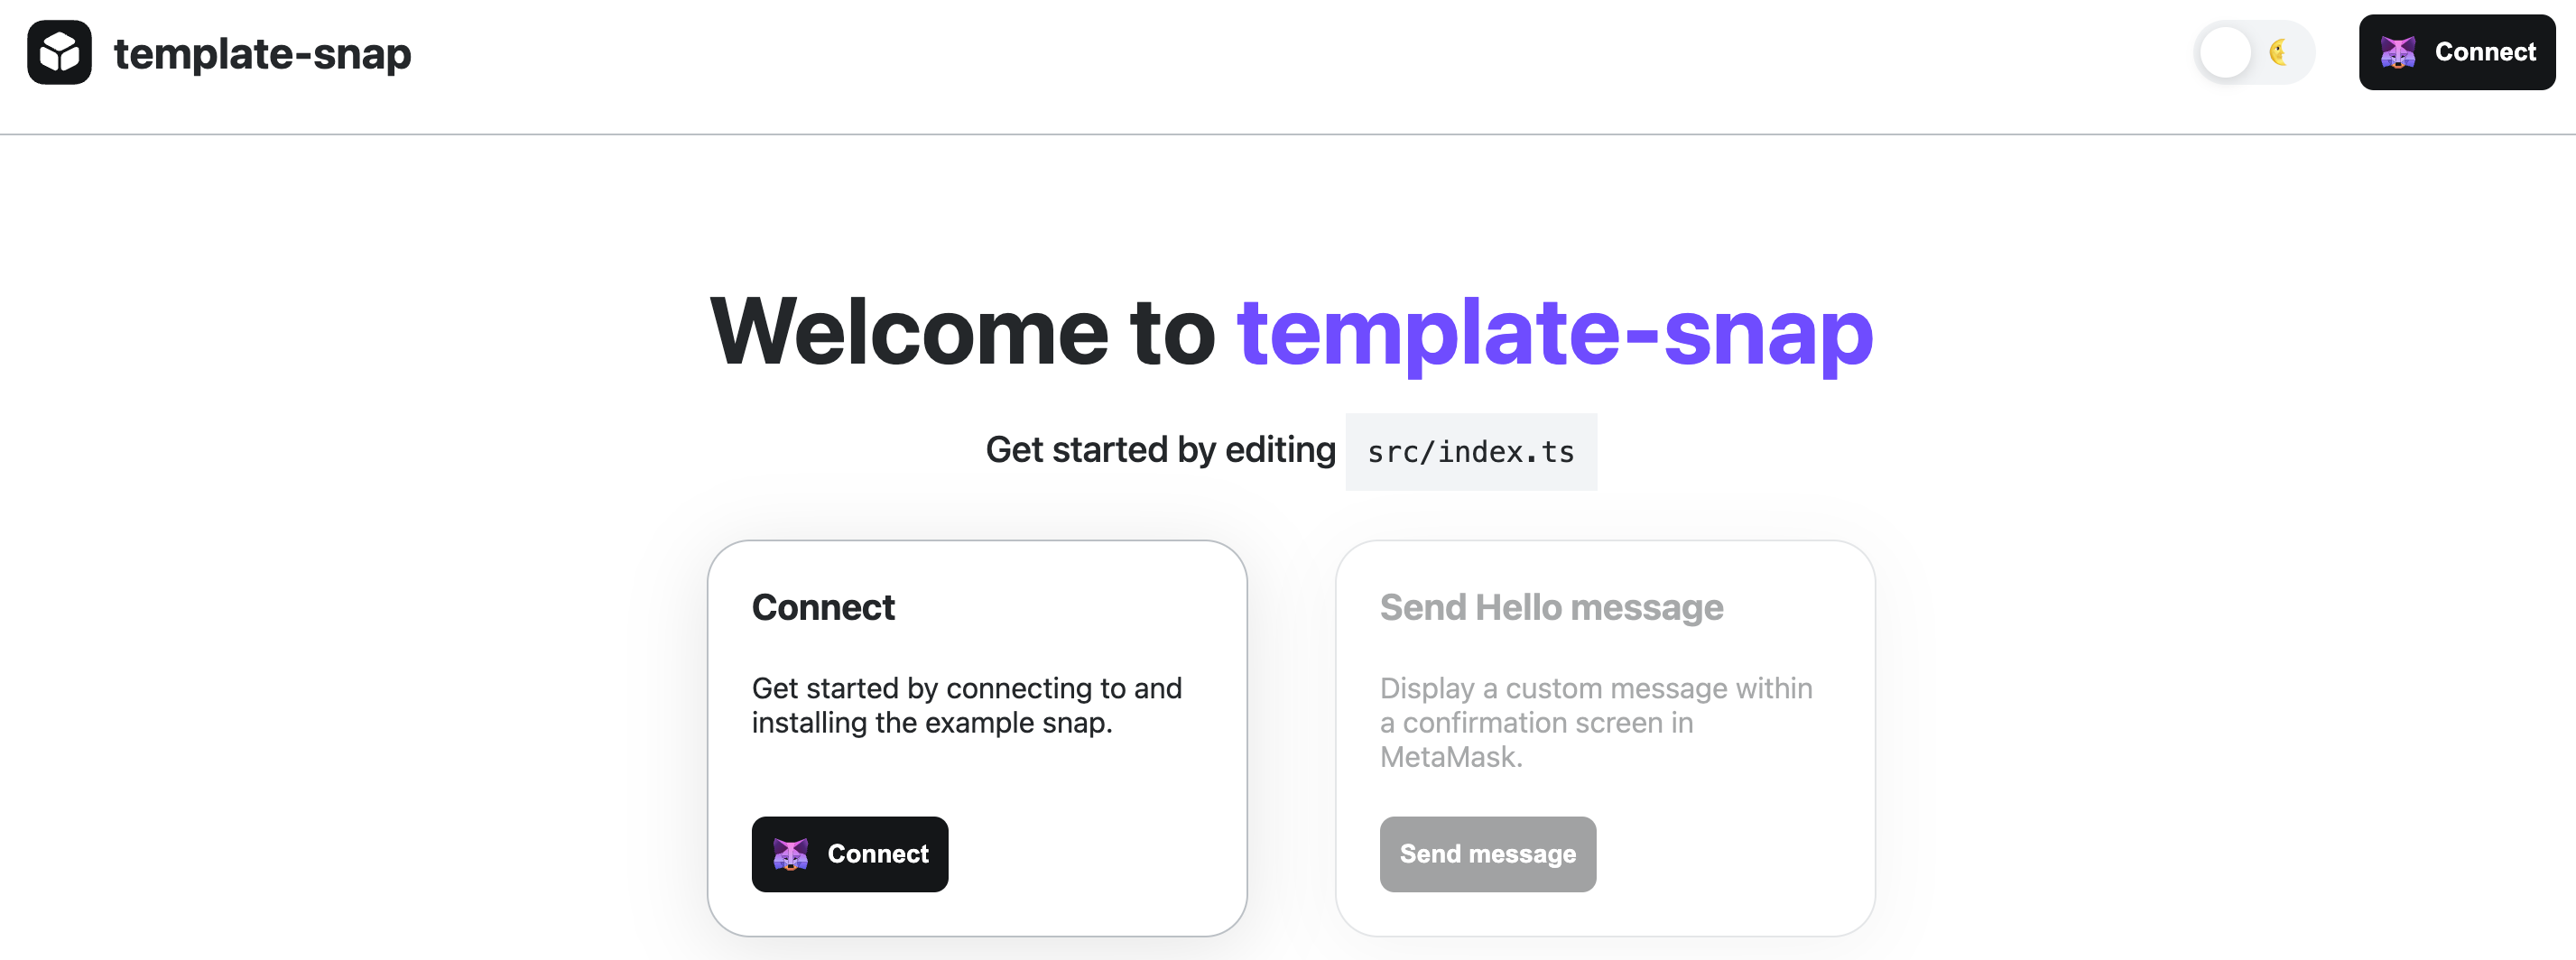 template-snap
Connect
Welcome to template-snap
Get started by editing src/index.ts
Connect
Get started by connecting to and
installing the example snap.
Connect
Send Hello message
Display a custom message within
a confirmation screen in
MetaMask.
Send message